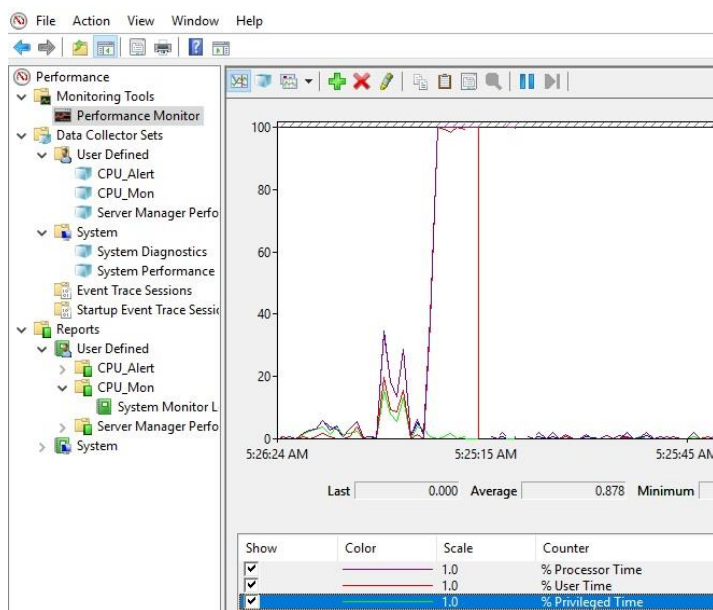 File Action View Window Help
Performance
Monitoring Tools
Performance Monitor
Data Collector Sets
User Defined
CPU_Alert
CPU_Mon
Server Manager Perfo
System
System Diagnostics
System Performance
Event Trace Sessions
Startup Event Trace Sessi
Reports
User Defined
CPU_Alert
CPU_Mon
System Monitor L
Server Manager Perfo
System
100
80
60
40
20
0
5:26:24 AM 5:25:15 AM 5:25:45 AM
Last 0.000 Average 0.878 Minimum
Show Color Scale Counter
1.0 % Processor Time
1.0 % User Time
1.0 % Privileged Time